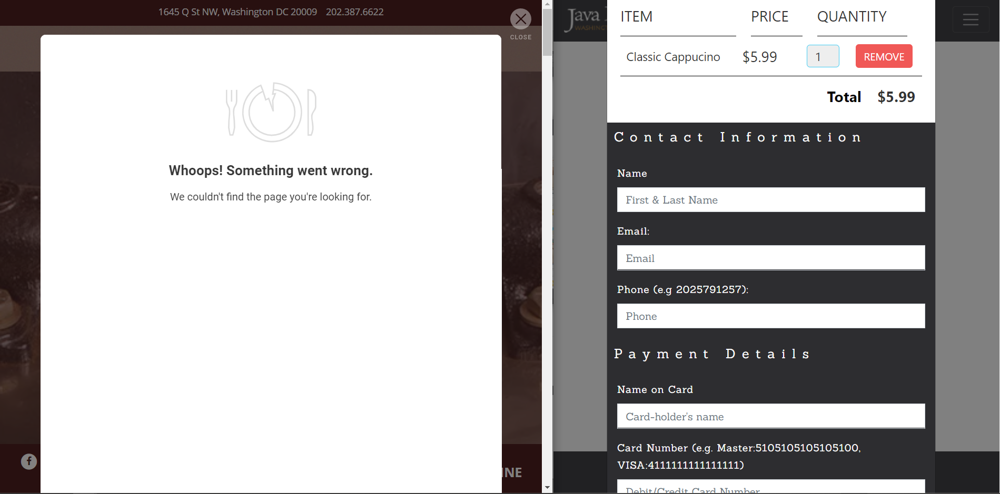 1645 Q St NW, Washington DC 20009 202.387.6622
CLOSE
Whoops! Something went wrong.
We couldn't find the page you're looking for.
f
INE
Java
WASHINGT
ITEM PRICE QUANTITY
Classic Cappucino $5.99 1 REMOVE
Total $5.99
Contact Information
Name
First & Last Name
Email:
Email
Phone (e.g 2025791257):
Phone
Payment Details
Name on Card
Card-holder's name
Card Number (e.g. Master:5105105105105100,
VISA:4111111111111111)
Debit/Credit Card Number